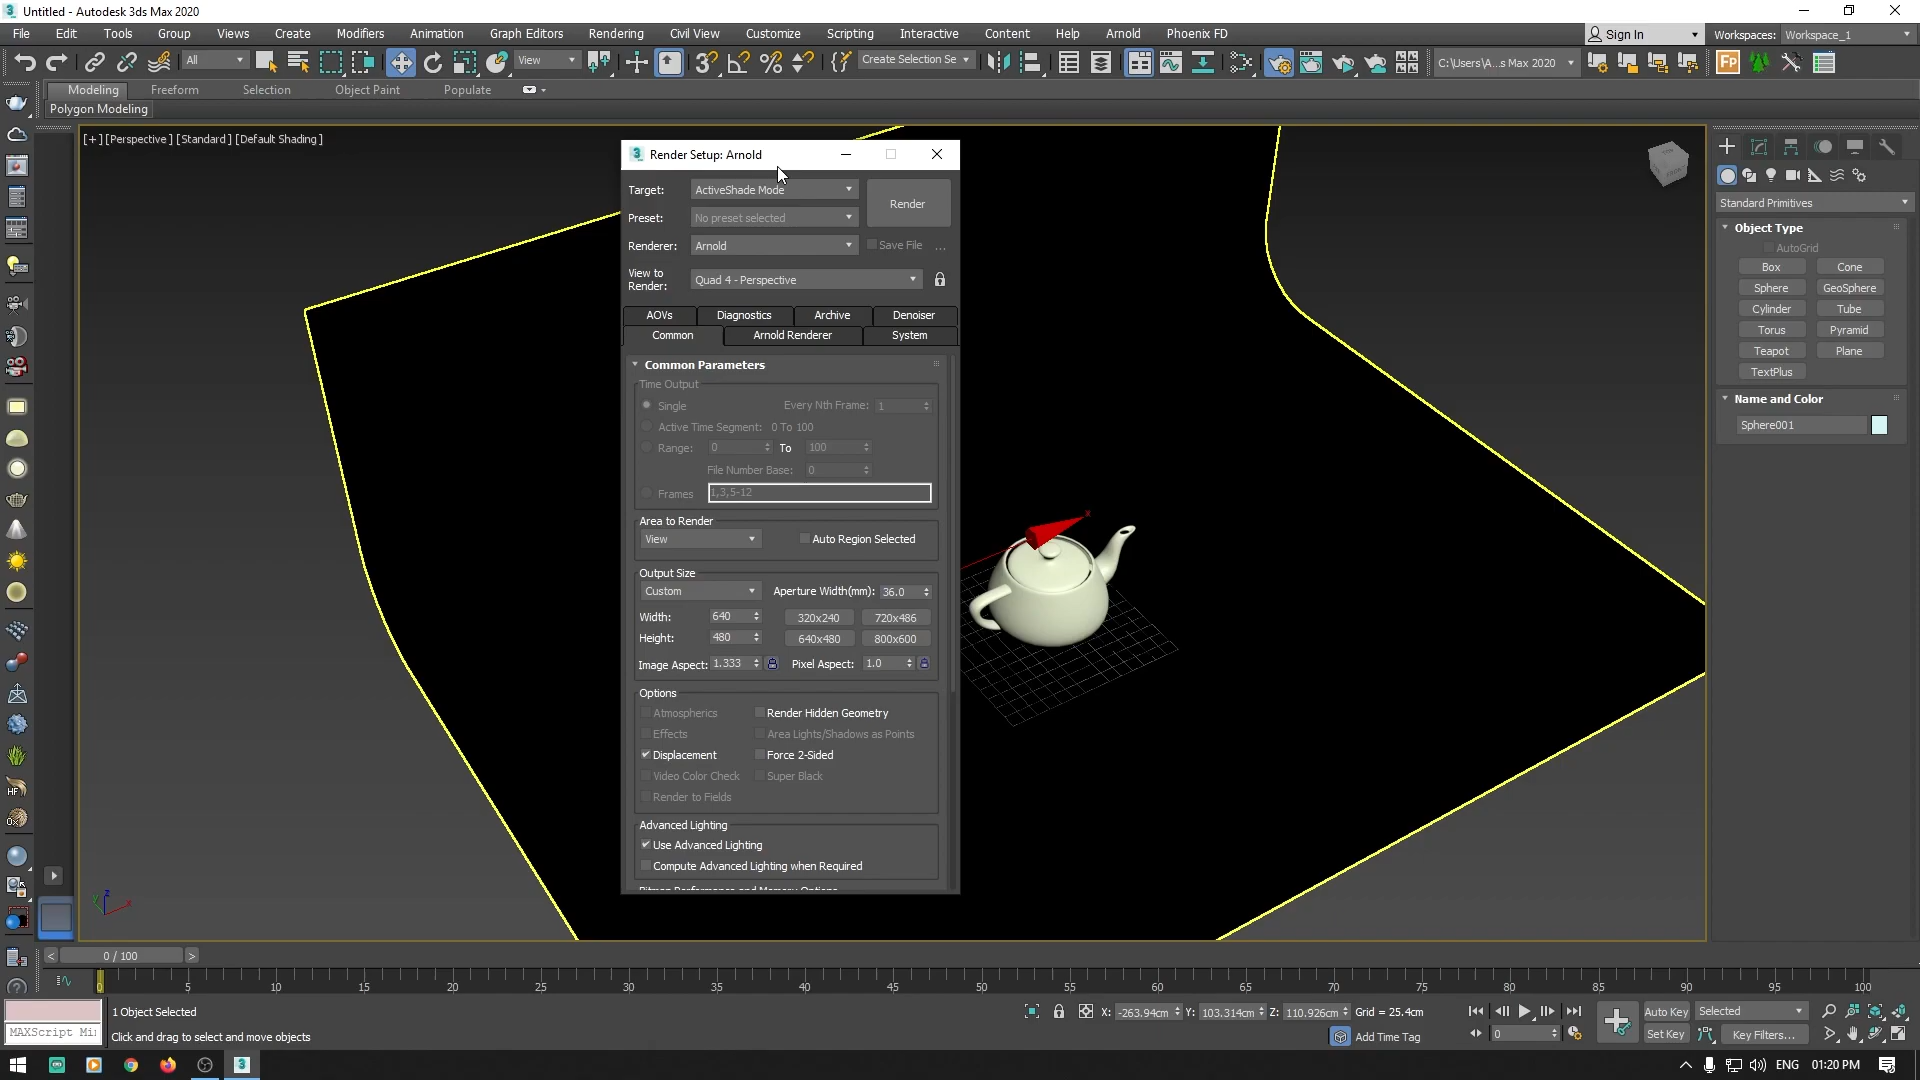 Untitled - Autodesk 3ds Max 2020
File Edit Tools Group Views Create Modifiers Animation Graph Editors Rendering Civil View Customize Scripting Interactive Content Help Arnold Phoenix FD
Sign In Workspaces: Workspace_1
All View Create Selection Se C:\Users\A...s Max 2020
Modeling Freeform Selection Object Paint Populate
Polygon Modeling
[+] [Perspective] [Standard] [Default Shading]
Render Setup: Arnold
Target: ActiveShade Mode
Render
Preset: No preset selected
Renderer: Arnold
Save File ...
View to Render: Quad 4 - Perspective
AOVs Diagnostics Archive Denoiser
Common Arnold Renderer System
Common Parameters
Time Output
Single Every Nth Frame: 1
Active Time Segment: 0 To 100
Range: 0 To 100
File Number Base: 0
Frames 1,3,5-12
Area to Render
View Auto Region Selected
Output Size
Custom Aperture Width(mm): 36.0
Width: 640 320x240 720x486
Height: 480 640x480 800x600
Image Aspect: 1.333 Pixel Aspect: 1.0
Options
Atmospherics Render Hidden Geometry
Effects Area Lights/Shadows as Points
Displacement Force 2-Sided
Video Color Check Super Black
Render to Fields
Advanced Lighting
Use Advanced Lighting
Compute Advanced Lighting when Required
Bitmap Performance and Memory Options
Standard Primitives
Object Type
AutoGrid
Box Cone
Sphere GeoSphere
Cylinder Tube
Torus Pyramid
Teapot Plane
TextPlus
Name and Color
Sphere001
x
z
y x
0 / 100
0 5 10 15 20 25 30 35 40 45 50 55 60 65 70 75 80 85 90 95 100
1 Object Selected
X: -263.94cm Y: 103.314cm Z: 110.926cm Grid = 25.4cm
Auto Key Selected
MAXScript Mi
Click and drag to select and move objects
Add Time Tag
0
Set Key Key Filters...
ENG 01:20 PM